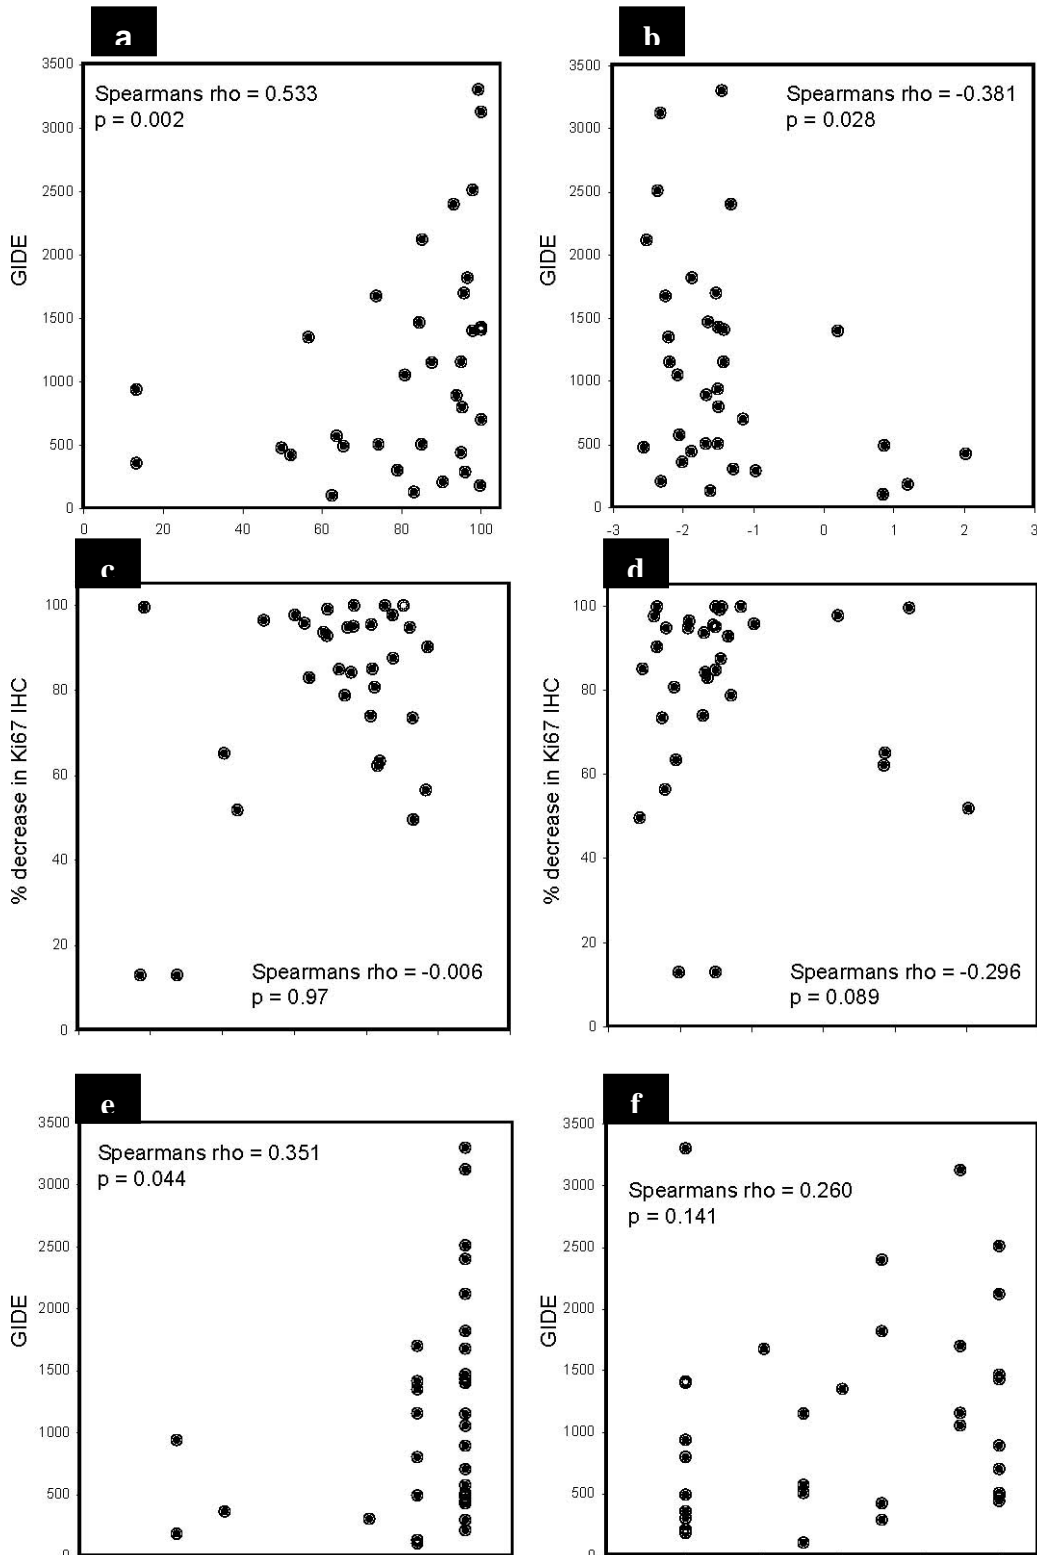 a
b
3500
3000
2500
2000
1500
1000
500
0
GIDE
Spearmans rho = 0.533
p = 0.002
0 20 40 60 80 100
3500
3000
2500
2000
1500
1000
500
0
GIDE
Spearmans rho = -0.381
p = 0.028
-3 -2 -1 0 1 2 3
c
d
100
80
60
40
20
0
% decrease in Ki67 IHC
Spearmans rho = -0.006
p = 0.97
100
80
60
40
20
0
% decrease in Ki67 IHC
Spearmans rho = -0.296
p = 0.089
e
f
3500
3000
2500
2000
1500
1000
500
0
GIDE
Spearmans rho = 0.351
p = 0.044
3500
3000
2500
2000
1500
1000
500
0
GIDE
Spearmans rho = 0.260
p = 0.141